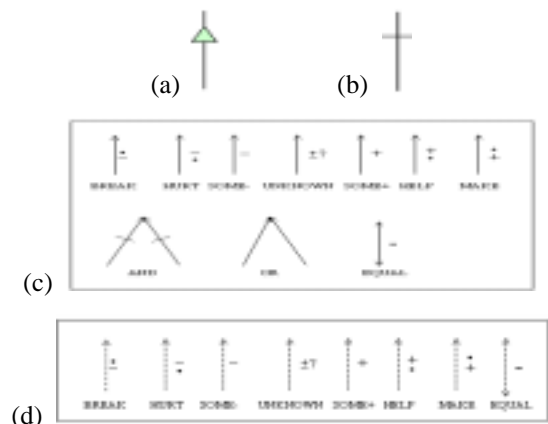 (a) (b)
BREAK HURT SOME- UNKNOWN SOME+ HELP MAKE
AND OR EQUAL
(c)
BREAK HURT SOME- UNKNOWN SOME+ HELP MAKE EQUAL
(d)